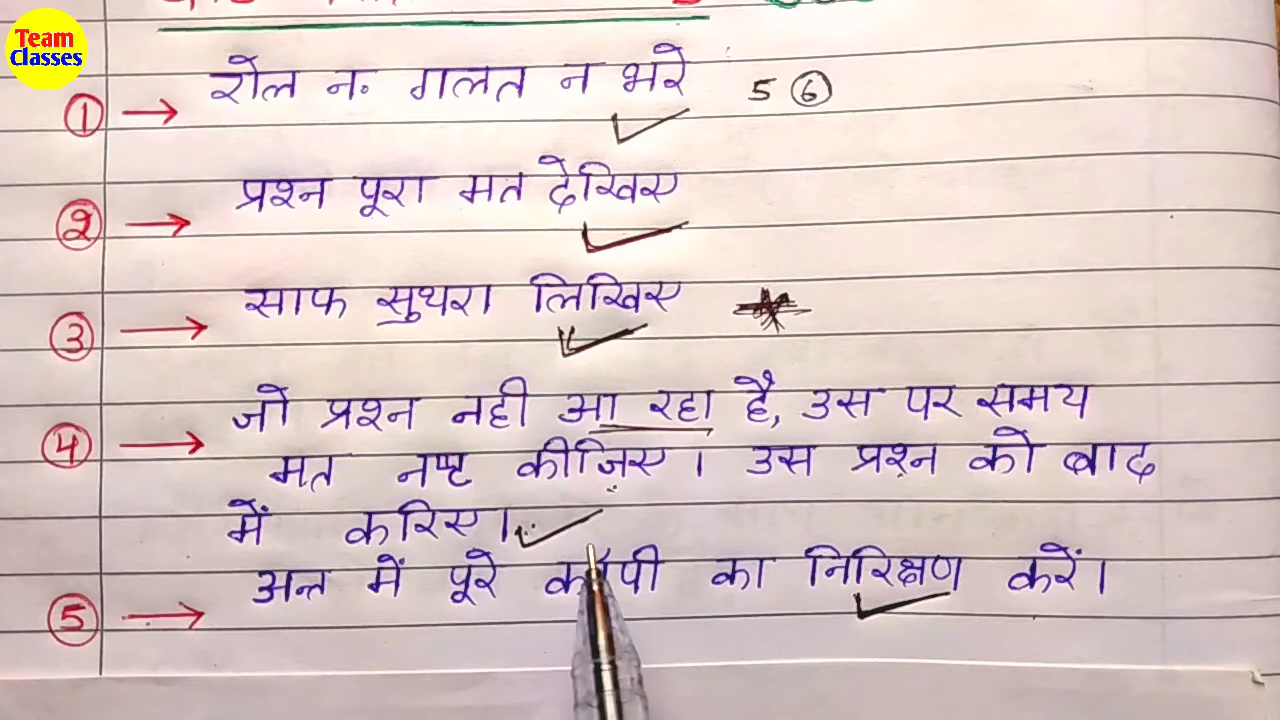 Team
Classes
① → रोल न. गलत न भरे 5 ⑥
② → प्रश्न पूरा मत देखिए
③ → साफ सुथरा लिखिए
④ → जो प्रश्न नही आ रहा है, उस पर समय
मत नष्ट कीजिए। उस प्रश्न को बाद
में करिए।
⑤ → अन्त में पूरे कॉपी का निरिक्षण करें।